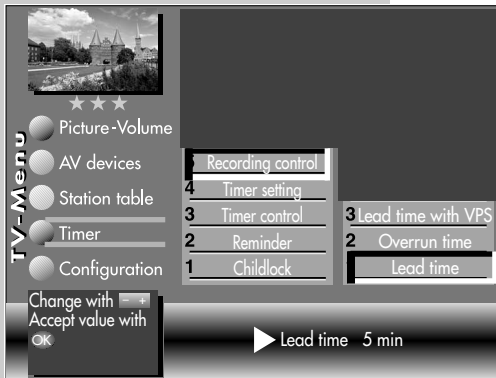 TV-Menu
Picture-Volume
AV devices
Station table
Timer
Configuration
5 Recording control
4 Timer setting
3 Timer control
2 Reminder
1 Childlock
3 Lead time with VPS
2 Overrun time
Lead time
Change with - +
Accept value with
OK
Lead time 5 min